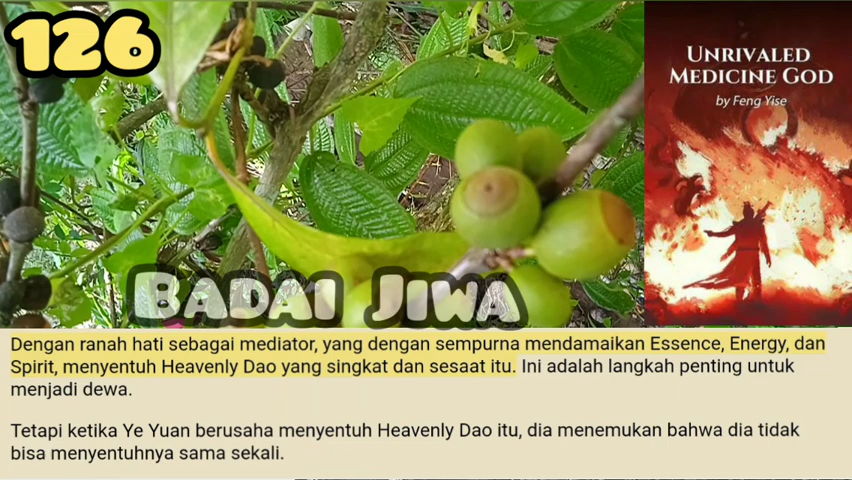 126
UNRIVALED
MEDICINE GOD
by Feng Yise
BADAI JIWA
Dengan ranah hati sebagai mediator, yang dengan sempurna mendamaikan Essence, Energy, dan
Spirit, menyentuh Heavenly Dao yang singkat dan sesaat itu. Ini adalah langkah penting untuk
menjadi dewa.
Tetapi ketika Ye Yuan berusaha menyentuh Heavenly Dao itu, dia menemukan bahwa dia tidak
bisa menyentuhnya sama sekali.